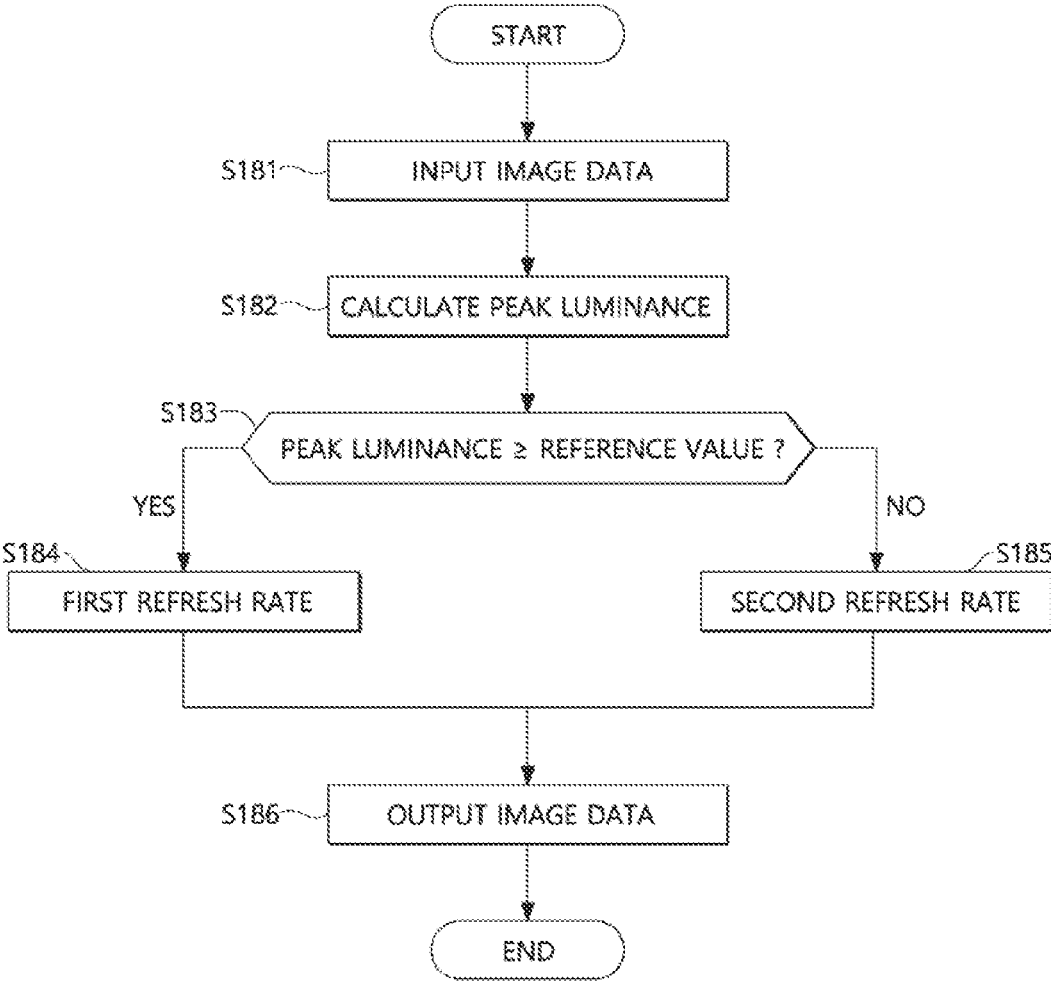 START
S181
INPUT IMAGE DATA
S182
CALCULATE PEAK LUMINANCE
S183
PEAK LUMINANCE ≥ REFERENCE VALUE ?
YES
NO
S184
S185
FIRST REFRESH RATE
SECOND REFRESH RATE
S186
OUTPUT IMAGE DATA
END